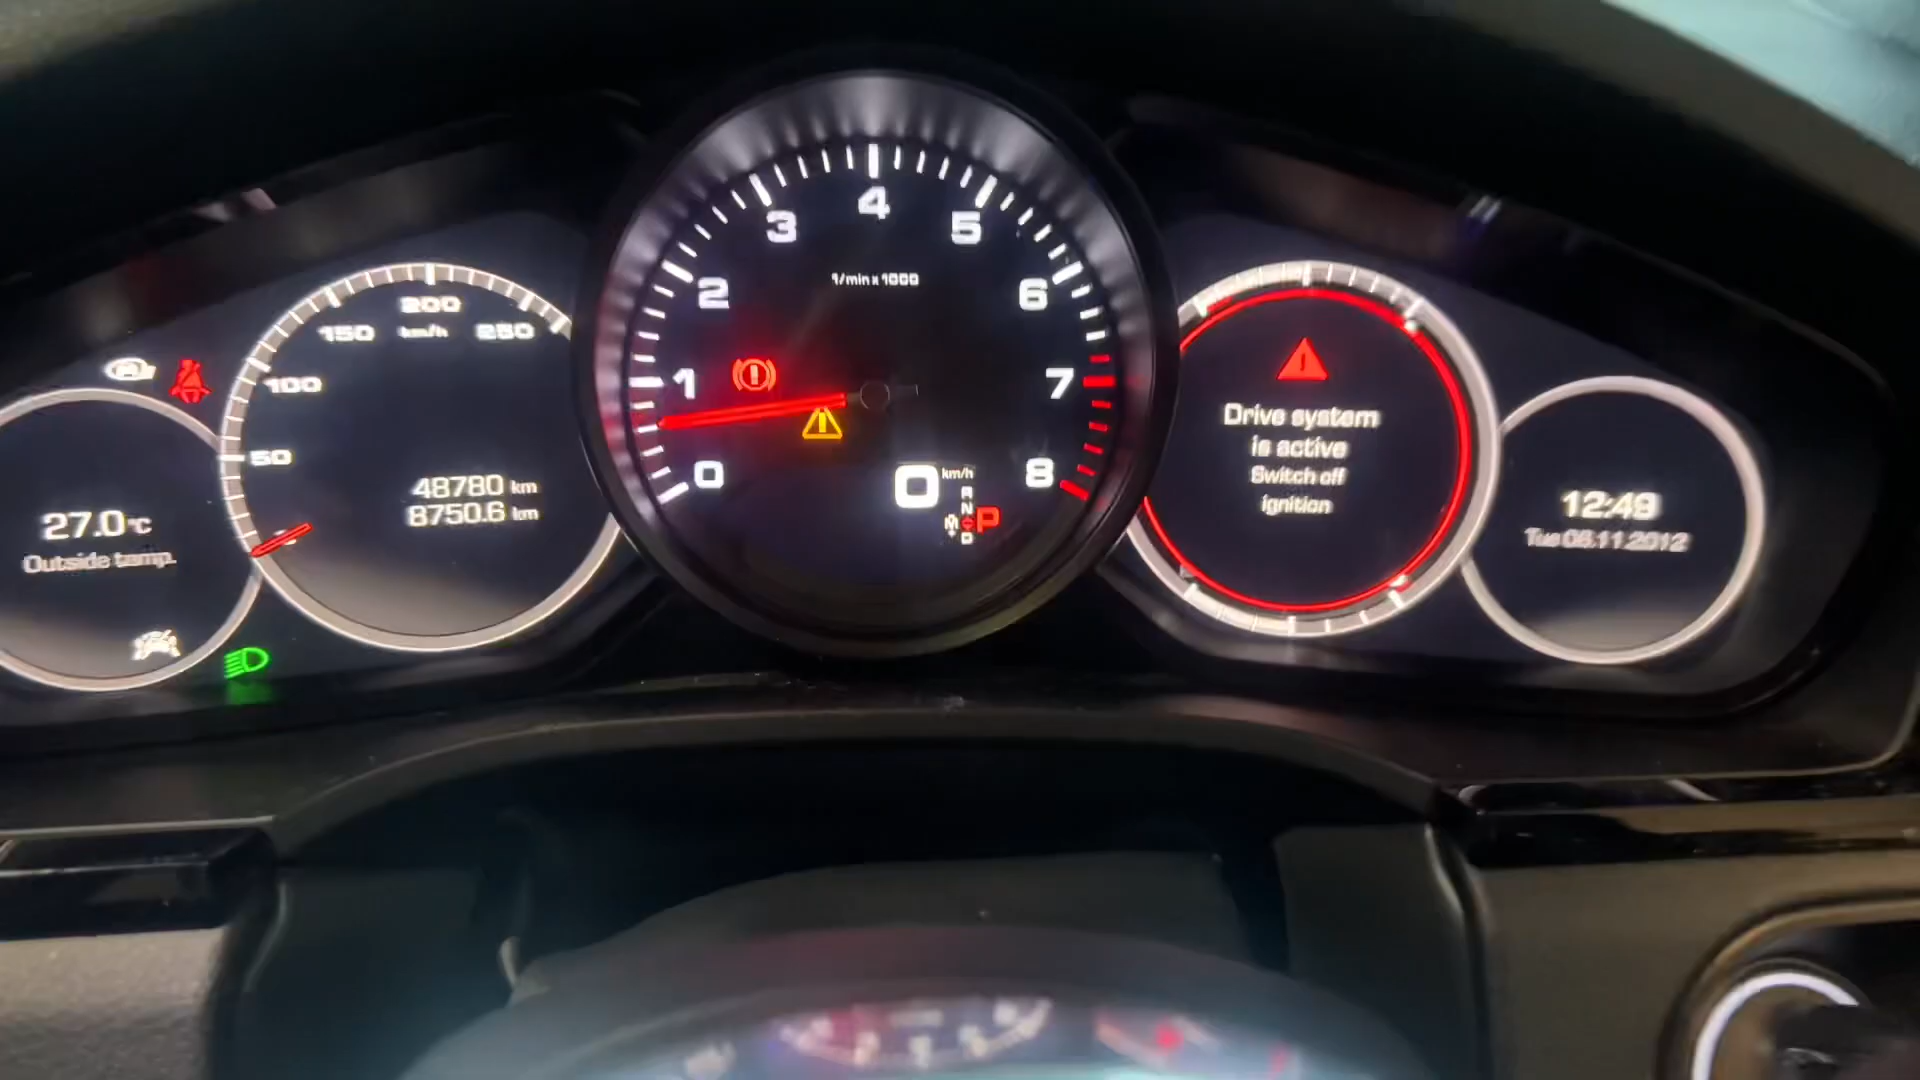 27.0°C
Outside temp.
50
100
150
200
250
km/h
48780 km
8750.6 km
0
1
2
3
4
5
6
7
8
1/min x 1000
0 km/h
R
N
D
M
P
Drive system
is active
Switch off
ignition
12:49
Tue 06.11.2012